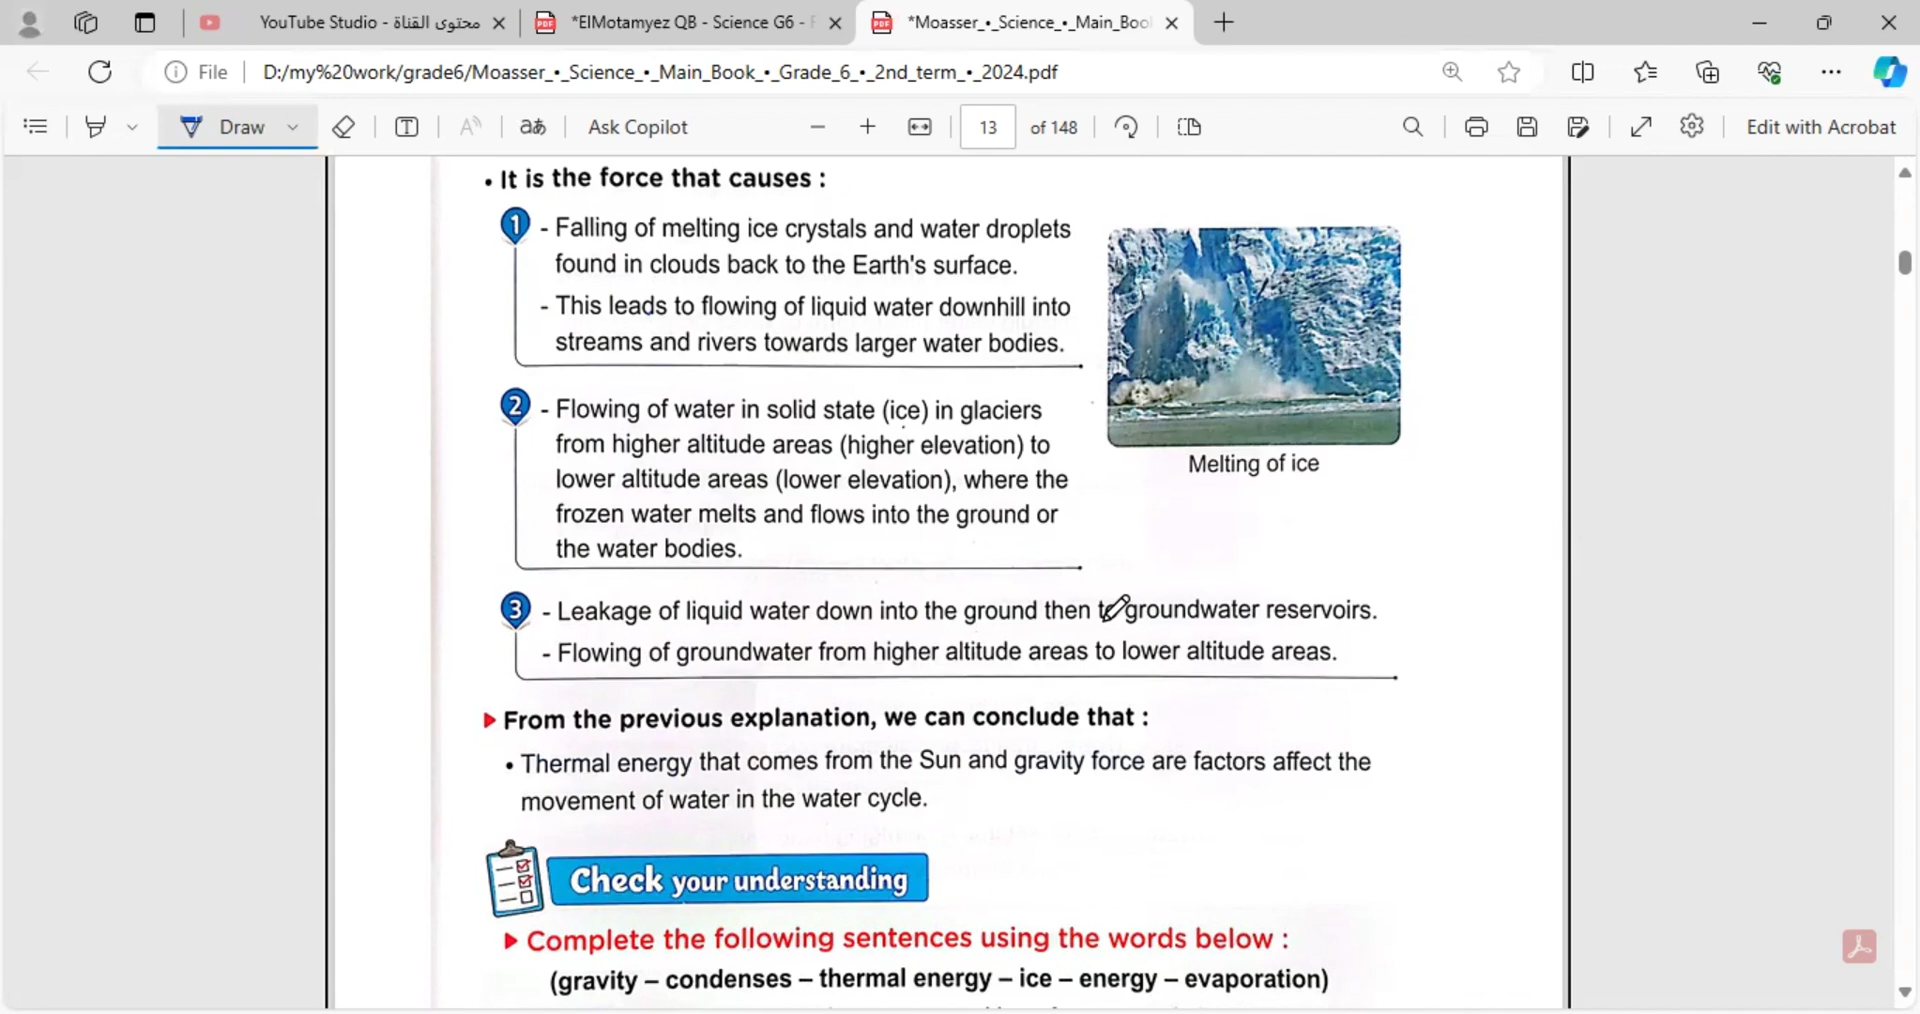 YouTube Studio - محتوى القناة
*ElMotamyez QB - Science G6 - F
*Moasser_•_Science_•_Main_Boo
File
D:/my%20work/grade6/Moasser_•_Science_•_Main_Book_•_Grade_6_•_2nd_term_•_2024.pdf
Draw
Ask Copilot
13 of 148
Edit with Acrobat
• It is the force that causes :
1 - Falling of melting ice crystals and water droplets
found in clouds back to the Earth's surface.
- This leads to flowing of liquid water downhill into
streams and rivers towards larger water bodies.
2 - Flowing of water in solid state (ice) in glaciers
from higher altitude areas (higher elevation) to
lower altitude areas (lower elevation), where the
frozen water melts and flows into the ground or
the water bodies.
Melting of ice
3 - Leakage of liquid water down into the ground then to groundwater reservoirs.
- Flowing of groundwater from higher altitude areas to lower altitude areas.
From the previous explanation, we can conclude that :
• Thermal energy that comes from the Sun and gravity force are factors affect the
movement of water in the water cycle.
Check your understanding
Complete the following sentences using the words below :
(gravity – condenses – thermal energy – ice – energy – evaporation)